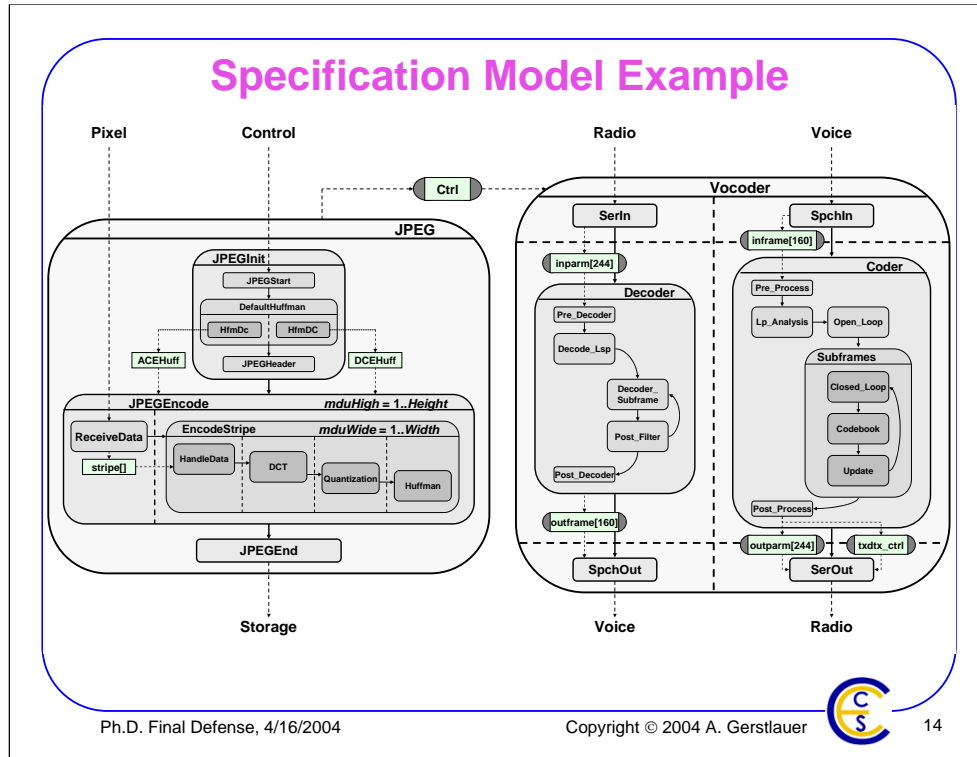 Specification Model Example
Pixel
Control
Radio
Voice
Ctrl
JPEG
JPEGInit
JPEGStart
DefaultHuffman
HfmDc
HfmDC
JPEGHeader
ACEHuff
DCEHuff
JPEGEncode
mduHigh = 1..Height
ReceiveData
stripe[]
EncodeStripe
mduWide = 1..Width
HandleData
DCT
Quantization
Huffman
JPEGEnd
Storage
Vocoder
SerIn
inparm[244]
Decoder
Pre_Decoder
Decode_Lsp
Decoder_
Subframe
Post_Filter
Post_Decoder
outframe[160]
SpchOut
Voice
SpchIn
inframe[160]
Coder
Pre_Process
Lp_Analysis
Open_Loop
Subframes
Closed_Loop
Codebook
Update
Post_Process
outparm[244]
txdtx_ctrl
SerOut
Radio
Ph.D. Final Defense, 4/16/2004
Copyright © 2004 A. Gerstlauer
C
E
S
14